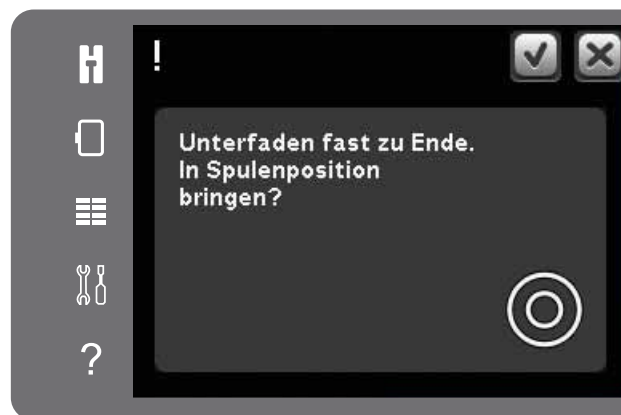 !
Unterfaden fast zu Ende.
In Spulenposition
bringen?
?